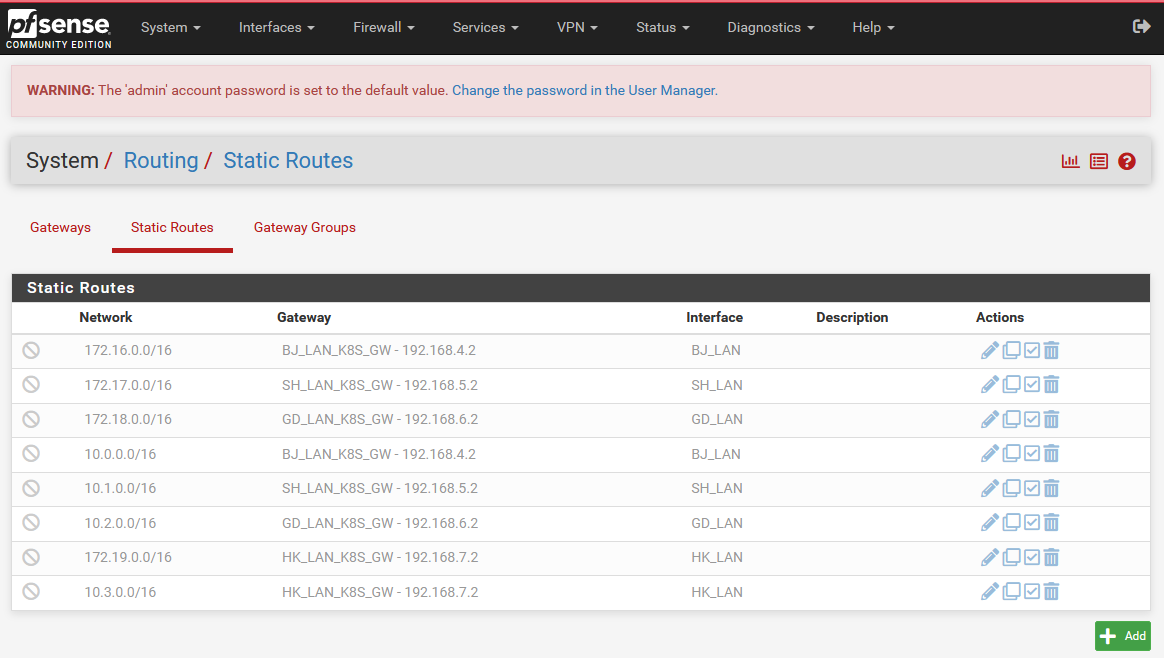 pfsense
COMMUNITY EDITION
System Interfaces Firewall Services VPN Status Diagnostics Help
WARNING: The 'admin' account password is set to the default value. Change the password in the User Manager.
System / Routing / Static Routes
Gateways Static Routes Gateway Groups
Static Routes
Network Gateway Interface Description Actions
172.16.0.0/16 BJ_LAN_K8S_GW - 192.168.4.2 BJ_LAN
172.17.0.0/16 SH_LAN_K8S_GW - 192.168.5.2 SH_LAN
172.18.0.0/16 GD_LAN_K8S_GW - 192.168.6.2 GD_LAN
10.0.0.0/16 BJ_LAN_K8S_GW - 192.168.4.2 BJ_LAN
10.1.0.0/16 SH_LAN_K8S_GW - 192.168.5.2 SH_LAN
10.2.0.0/16 GD_LAN_K8S_GW - 192.168.6.2 GD_LAN
172.19.0.0/16 HK_LAN_K8S_GW - 192.168.7.2 HK_LAN
10.3.0.0/16 HK_LAN_K8S_GW - 192.168.7.2 HK_LAN
Add